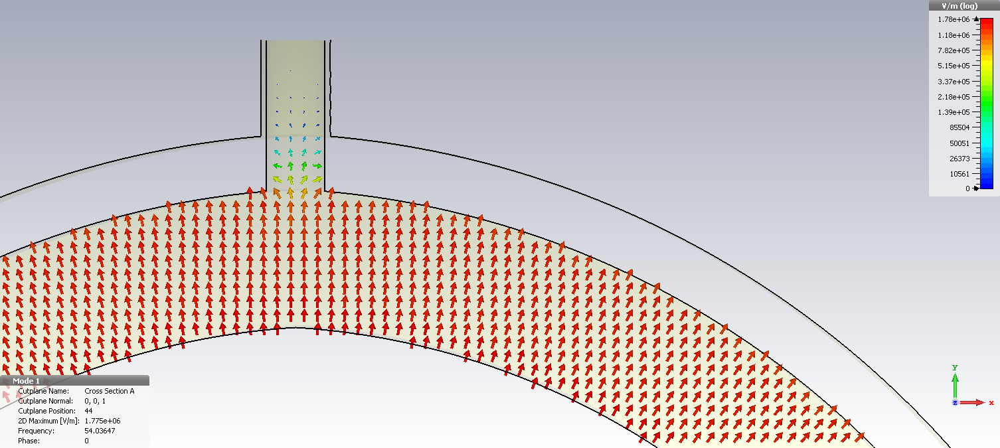 V/m (log)
1.78e+06
1.18e+06
7.82e+05
5.15e+05
3.37e+05
2.18e+05
1.39e+05
85504
50051
26373
10561
0
y
z
x
Mode 1
Cutplane Name: Cross Section A
Cutplane Normal: 0, 0, 1
Cutplane Position: 44
2D Maximum [V/m]: 1.775e+06
Frequency: 54.03647
Phase: 0